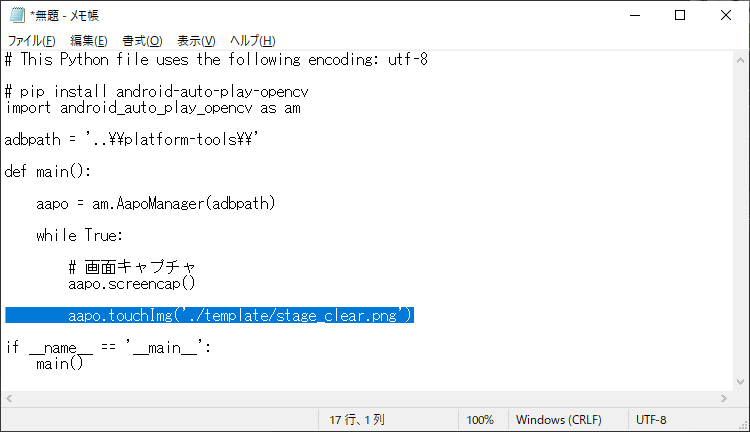 *無題 - メモ帳
ファイル(F) 編集(E) 書式(O) 表示(V) ヘルプ(H)
# This Python file uses the following encoding: utf-8
# pip install android-auto-play-opencv
import android_auto_play_opencv as am
adbpath = '..\\platform-tools\\'
def main():
    aapo = am.AapoManager(adbpath)
    while True:
        # 画面キャプチャ
        aapo.screencap()
        aapo.touchImg('./template/stage_clear.png')
if __name__ == '__main__':
    main()
17 行、1 列 100% Windows (CRLF) UTF-8